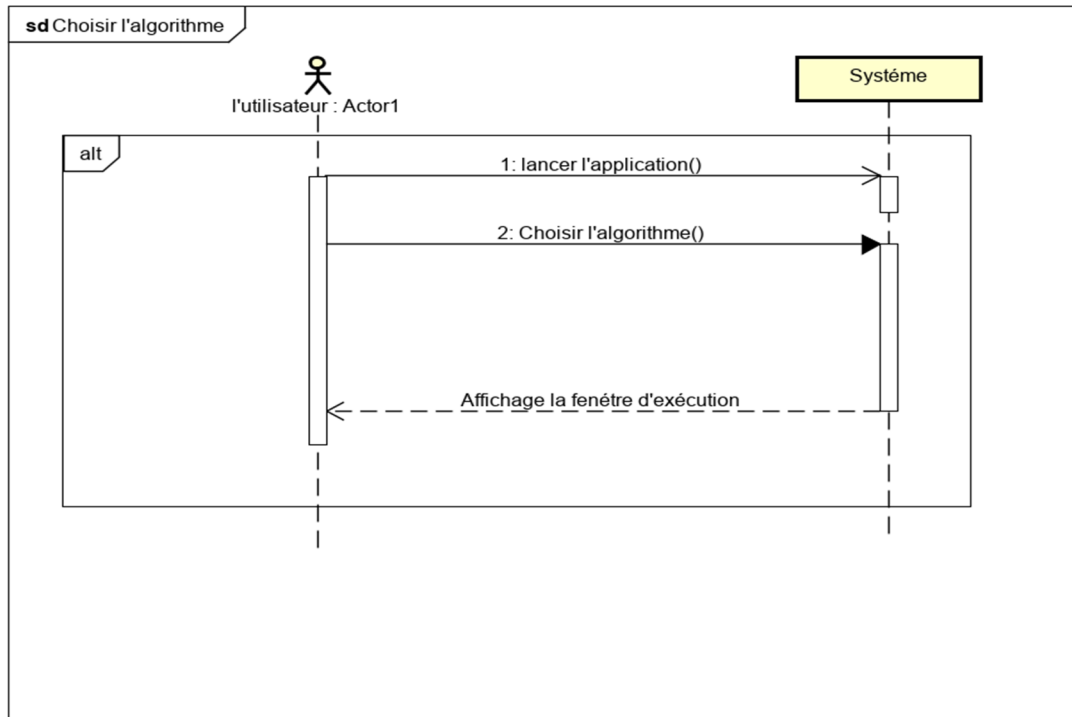 sd Choisir l'algorithme
l'utilisateur : Actor1
Systéme
alt
1: lancer l'application()
2: Choisir l'algorithme()
Affichage la fenétre d'exécution